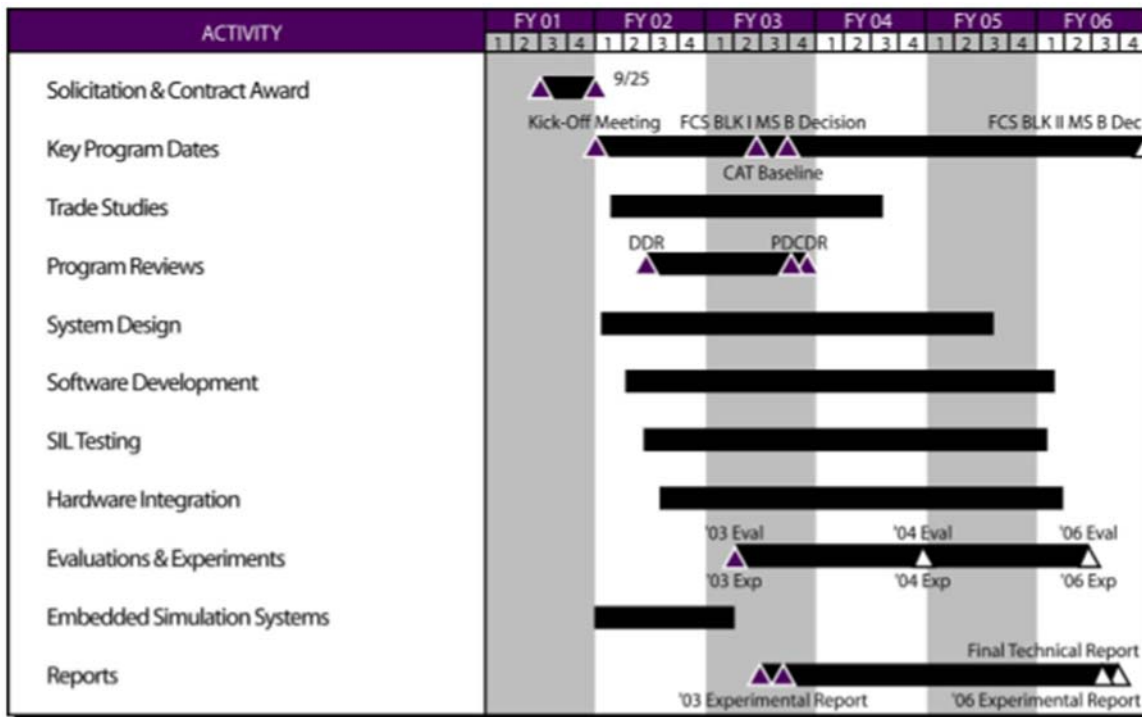 ACTIVITY FY 01 FY 02 FY 03 FY 04 FY 05 FY 06
1 2 3 4 1 2 3 4 1 2 3 4 1 2 3 4 1 2 3 4 1 2 3 4
Solicitation & Contract Award 9/25
Kick-Off Meeting FCS BLK I MS B Decision FCS BLK II MS B Dec
Key Program Dates
CAT Baseline
Trade Studies
DDR PDCDR
Program Reviews
System Design
Software Development
SIL Testing
Hardware Integration
'03 Eval '04 Eval '06 Eval
Evaluations & Experiments
'03 Exp '04 Exp '06 Exp
Embedded Simulation Systems
Final Technical Report
Reports
'03 Experimental Report '06 Experimental Report